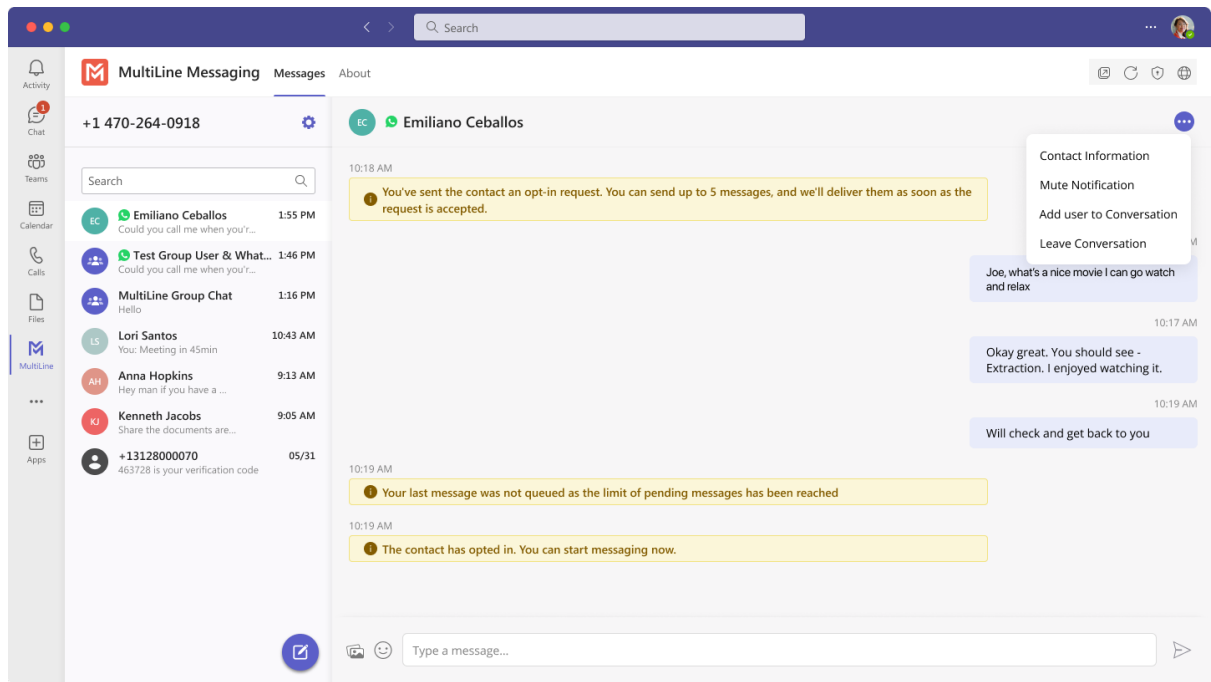 Search
Activity
1
Chat
Teams
Calendar
Calls
Files
MultiLine
Apps
MultiLine Messaging
Messages
About
+1 470-264-0918
Search
EC
Emiliano Ceballos
1:55 PM
Could you call me when you'r...
Test Group User & What...
1:46 PM
Could you call me when you'r...
MultiLine Group Chat
1:16 PM
Hello
LS
Lori Santos
10:43 AM
You: Meeting in 45min
AH
Anna Hopkins
9:13 AM
Hey man if you have a ...
KJ
Kenneth Jacobs
9:05 AM
Share the documents are...
+13128000070
05/31
463728 is your verification code
EC
Emiliano Ceballos
Contact Information
Mute Notification
Add user to Conversation
Leave Conversation
10:18 AM
You've sent the contact an opt-in request. You can send up to 5 messages, and we'll deliver them as soon as the
request is accepted.
Joe, what's a nice movie I can go watch
and relax
10:17 AM
Okay great. You should see -
Extraction. I enjoyed watching it.
10:19 AM
Will check and get back to you
10:19 AM
Your last message was not queued as the limit of pending messages has been reached
10:19 AM
The contact has opted in. You can start messaging now.
Type a message...